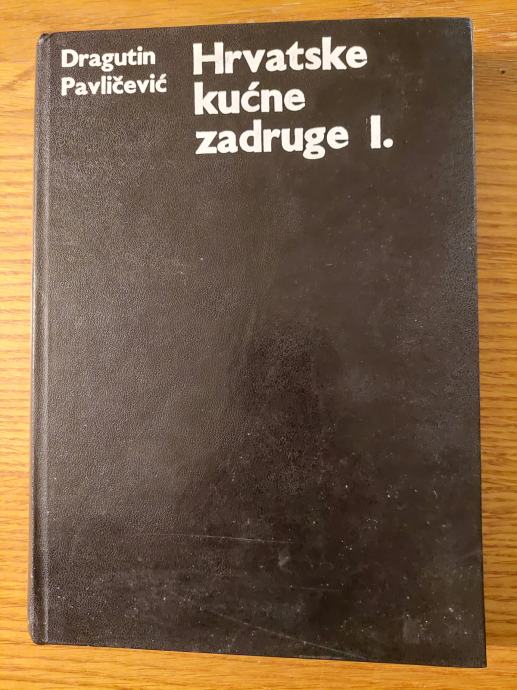 Dragutin
Pavličević
Hrvatske
kućne
zadruge I.